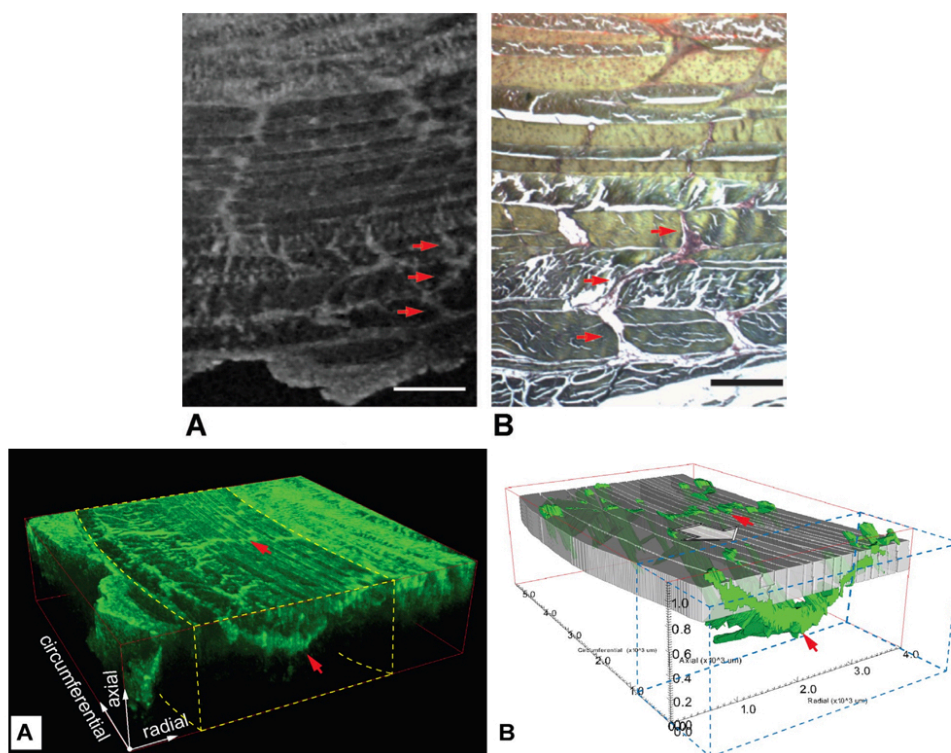 A
B
A
circumferential
axial
radial
B
5.0
4.0
3.0
Circumferential (x10^3 um)
2.0
1.0
1.0
0.8
Axial (x10^3 um)
0.6
0.4
0.2
0.0
1.0
2.0
Radial (x10^3 um)
3.0
4.0